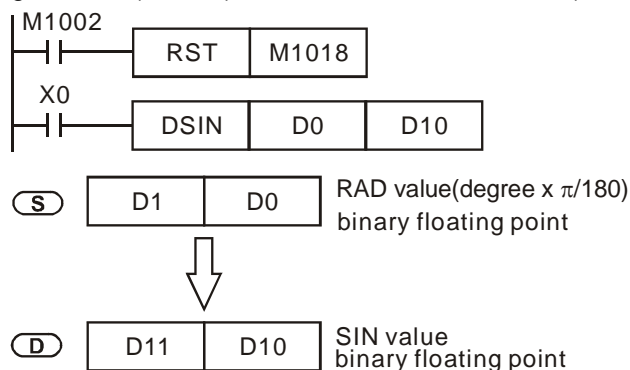 M1002
RST M1018
X0
DSIN D0 D10
S D1 D0 RAD value(degree x π/180)
binary floating point
D D11 D10 SIN value
binary floating point